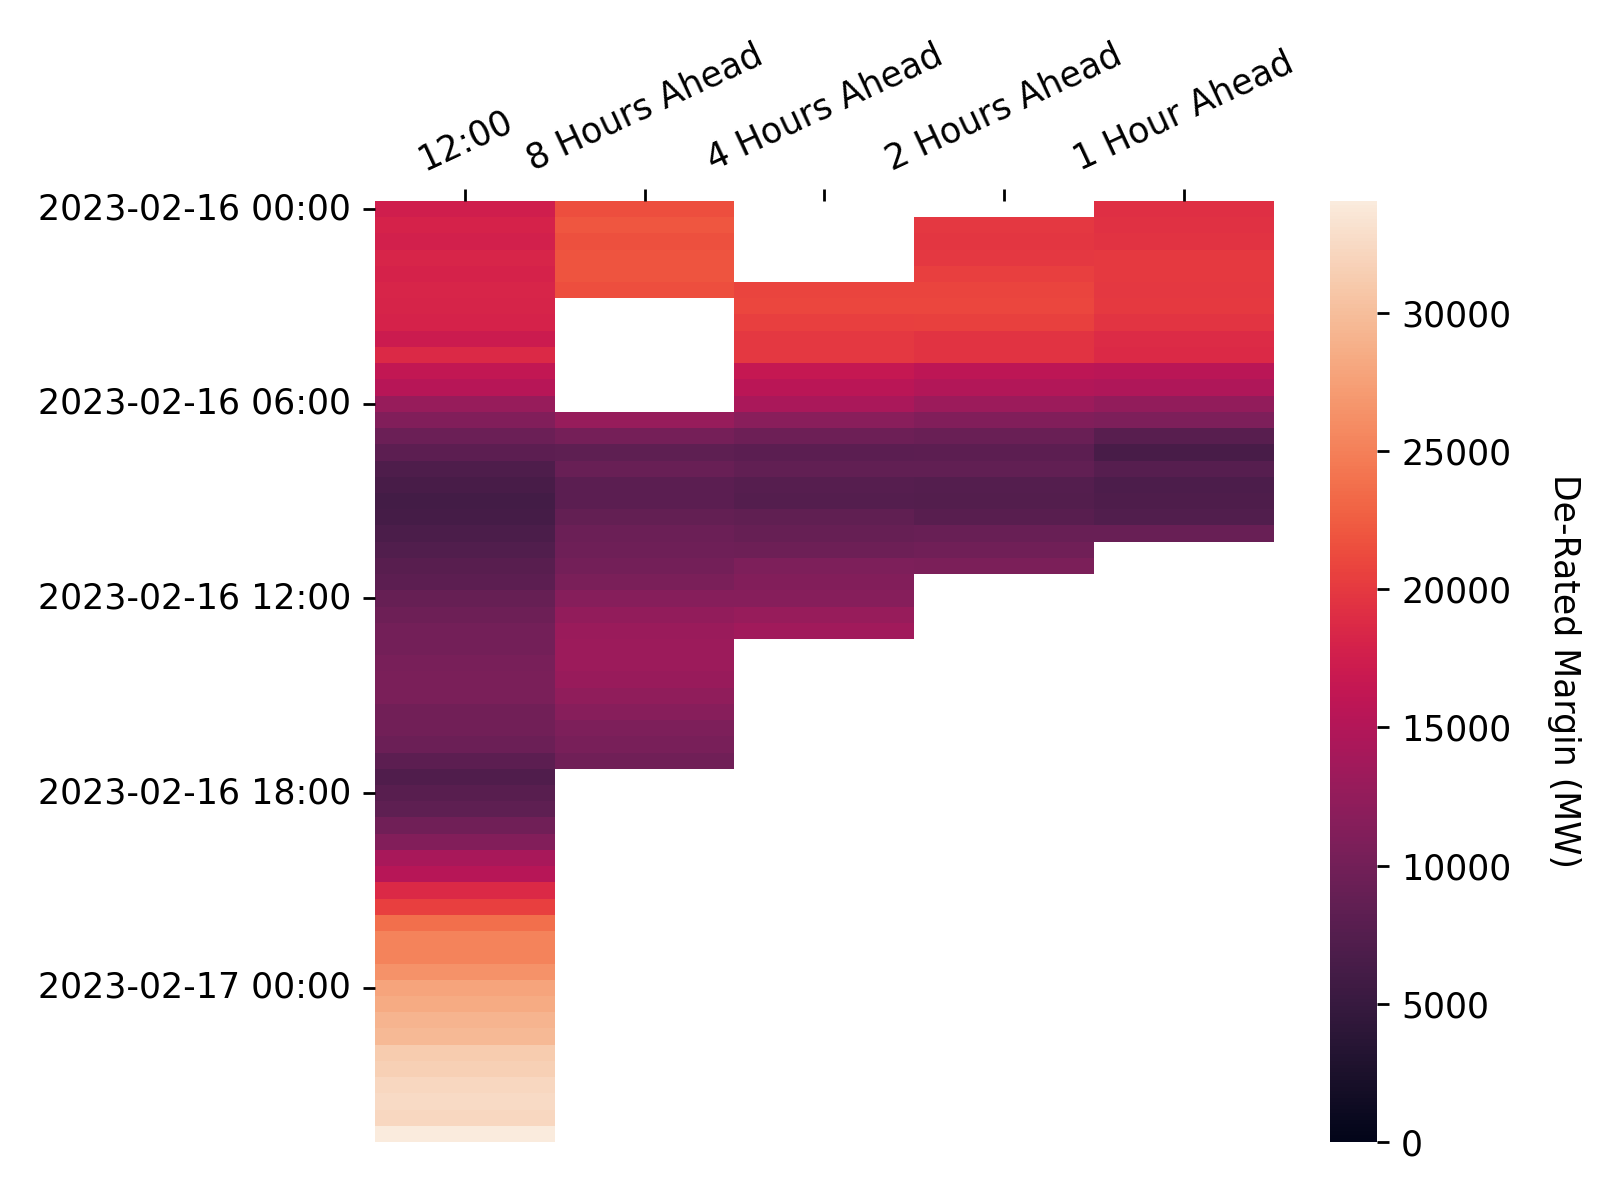 12:00
8 Hours Ahead
4 Hours Ahead
2 Hours Ahead
1 Hour Ahead
2023-02-16 00:00
2023-02-16 06:00
2023-02-16 12:00
2023-02-16 18:00
2023-02-17 00:00
30000
25000
20000
15000
10000
5000
0
De-Rated Margin (MW)